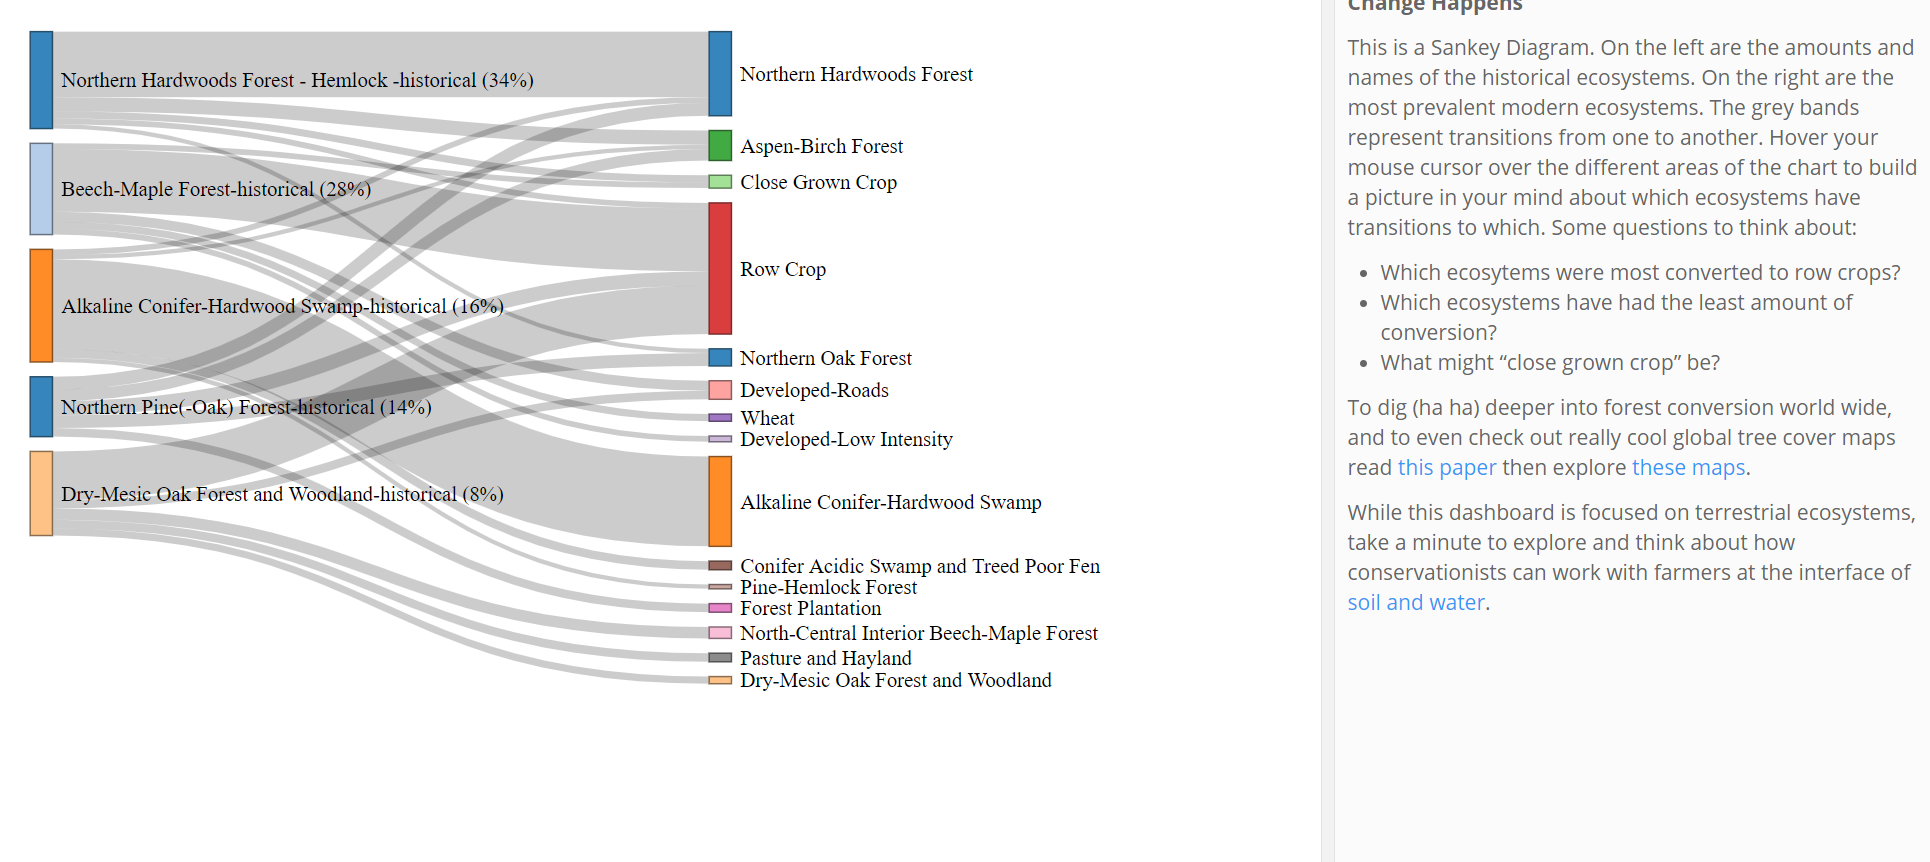 Northern Hardwoods Forest - Hemlock -historical (34%)
Beech-Maple Forest-historical (28%)
Alkaline Conifer-Hardwood Swamp-historical (16%)
Northern Pine(-Oak) Forest-historical (14%)
Dry-Mesic Oak Forest and Woodland-historical (8%)
Northern Hardwoods Forest
Aspen-Birch Forest
Close Grown Crop
Row Crop
Northern Oak Forest
Developed-Roads
Wheat
Developed-Low Intensity
Alkaline Conifer-Hardwood Swamp
Conifer Acidic Swamp and Treed Poor Fen
Pine-Hemlock Forest
Forest Plantation
North-Central Interior Beech-Maple Forest
Pasture and Hayland
Dry-Mesic Oak Forest and Woodland
Change Happens
This is a Sankey Diagram. On the left are the amounts and
names of the historical ecosystems. On the right are the
most prevalent modern ecosystems. The grey bands
represent transitions from one to another. Hover your
mouse cursor over the different areas of the chart to build
a picture in your mind about which ecosystems have
transitions to which. Some questions to think about:
• Which ecosytems were most converted to row crops?
• Which ecosystems have had the least amount of
conversion?
• What might “close grown crop” be?
To dig (ha ha) deeper into forest conversion world wide,
and to even check out really cool global tree cover maps
read this paper then explore these maps.
While this dashboard is focused on terrestrial ecosystems,
take a minute to explore and think about how
conservationists can work with farmers at the interface of
soil and water.